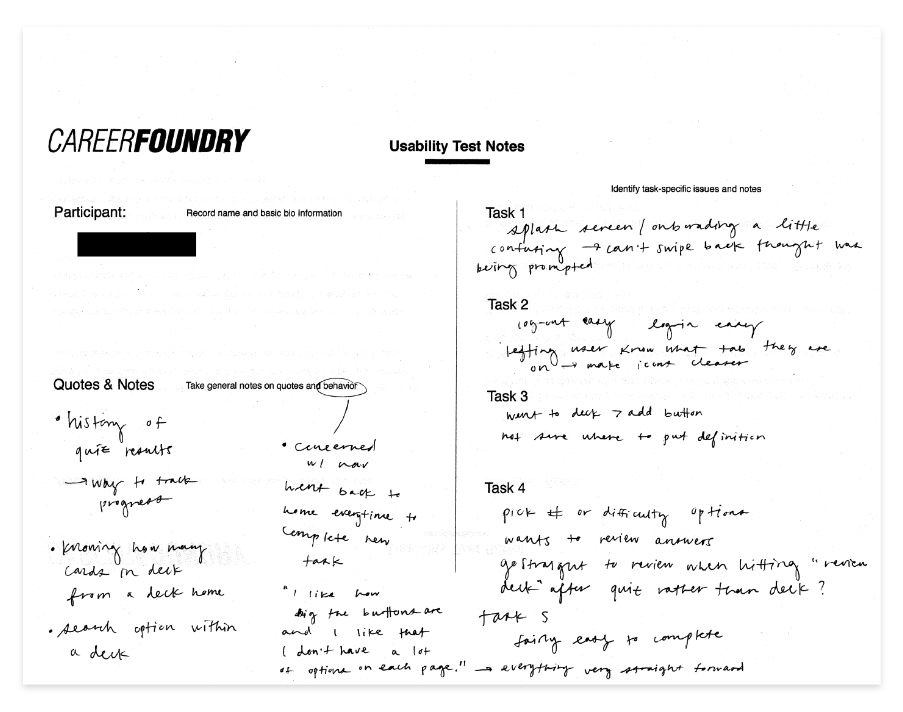 CAREERFOUNDRY
Usability Test Notes
Participant:
Record name and basic bio information
Quotes & Notes
Take general notes on quotes and behavior
• history of
quiz results
→ way to track
progress
• knowing how many
cards in deck
from a deck home
• search option within
a deck
• concerned
w/ nav
went back to
home everytime to
complete new
task
"I like how
big the buttons are
and I like that
I don't have a lot
of options on each page." → everything very straight forward
Identify task-specific issues and notes
Task 1
splash screen / onboarding a little
confusing → can't swipe back thought was
being prompted
Task 2
log-out easy login easy
letting user know what tab they are
on → make icons clearer
Task 3
went to deck > add button
not sure where to put definition
Task 4
pick # or difficulty options
wants to review answers
go straight to review when hitting "review
deck" after quiz rather than deck?
task 5
fairly easy to complete